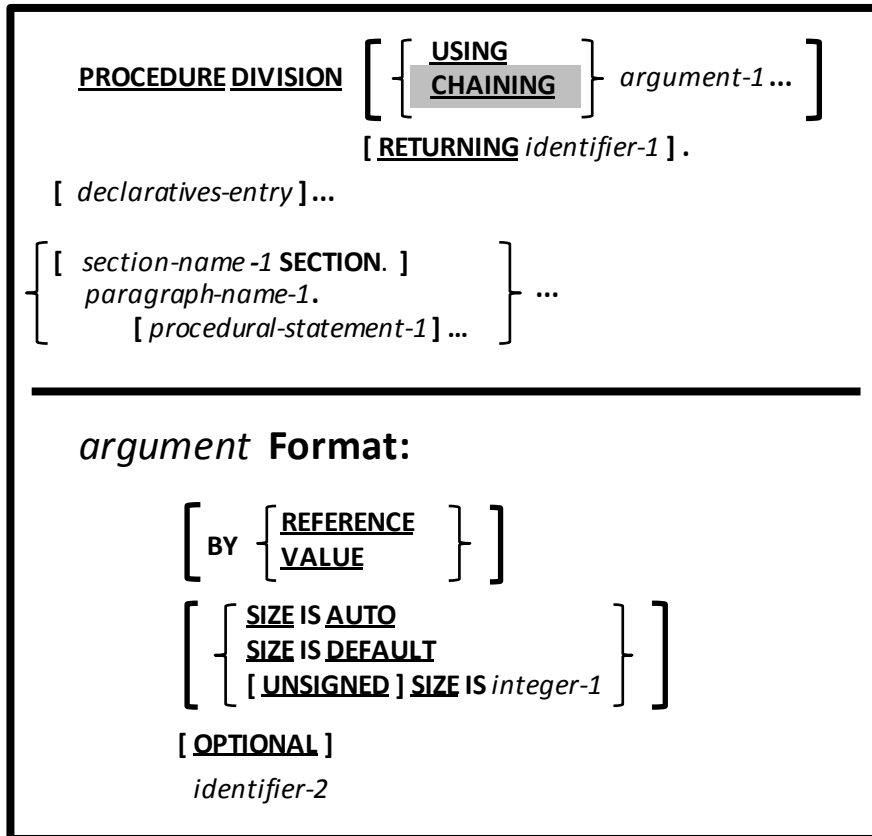 USING
PROCEDURE DIVISION [ { CHAINING } argument-1 ... ]
[ RETURNING identifier-1 ] .
[ declaratives-entry ] ...
[ section-name -1 SECTION. ]
paragraph-name-1. ...
[ procedural-statement-1 ] ...
argument Format:
REFERENCE
BY
VALUE
SIZE IS AUTO
SIZE IS DEFAULT
[ UNSIGNED ] SIZE IS integer-1
[ OPTIONAL ]
identifier-2